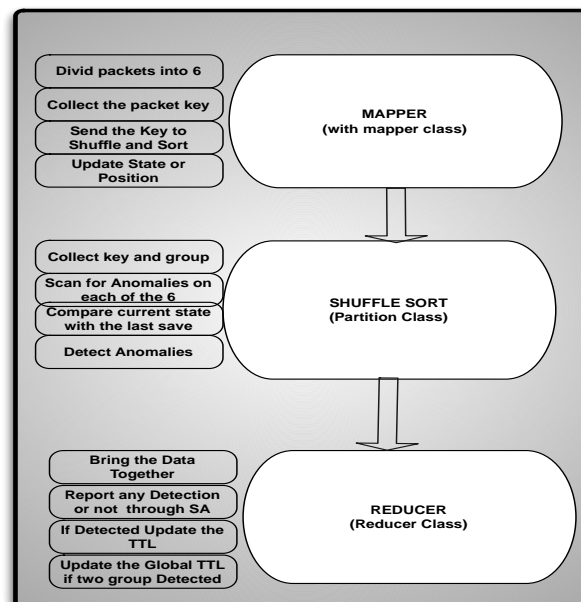 Divid packets into 6
Collect the packet key
Send the Key to
Shuffle and Sort
Update State or
Position
MAPPER
(with mapper class)
Collect key and group
Scan for Anomalies on
each of the 6
Compare current state
with the last save
Detect Anomalies
SHUFFLE SORT
(Partition Class)
Bring the Data
Together
Report any Detection
or not through SA
If Detected Update the
TTL
Update the Global TTL
if two group Detected
REDUCER
(Reducer Class)